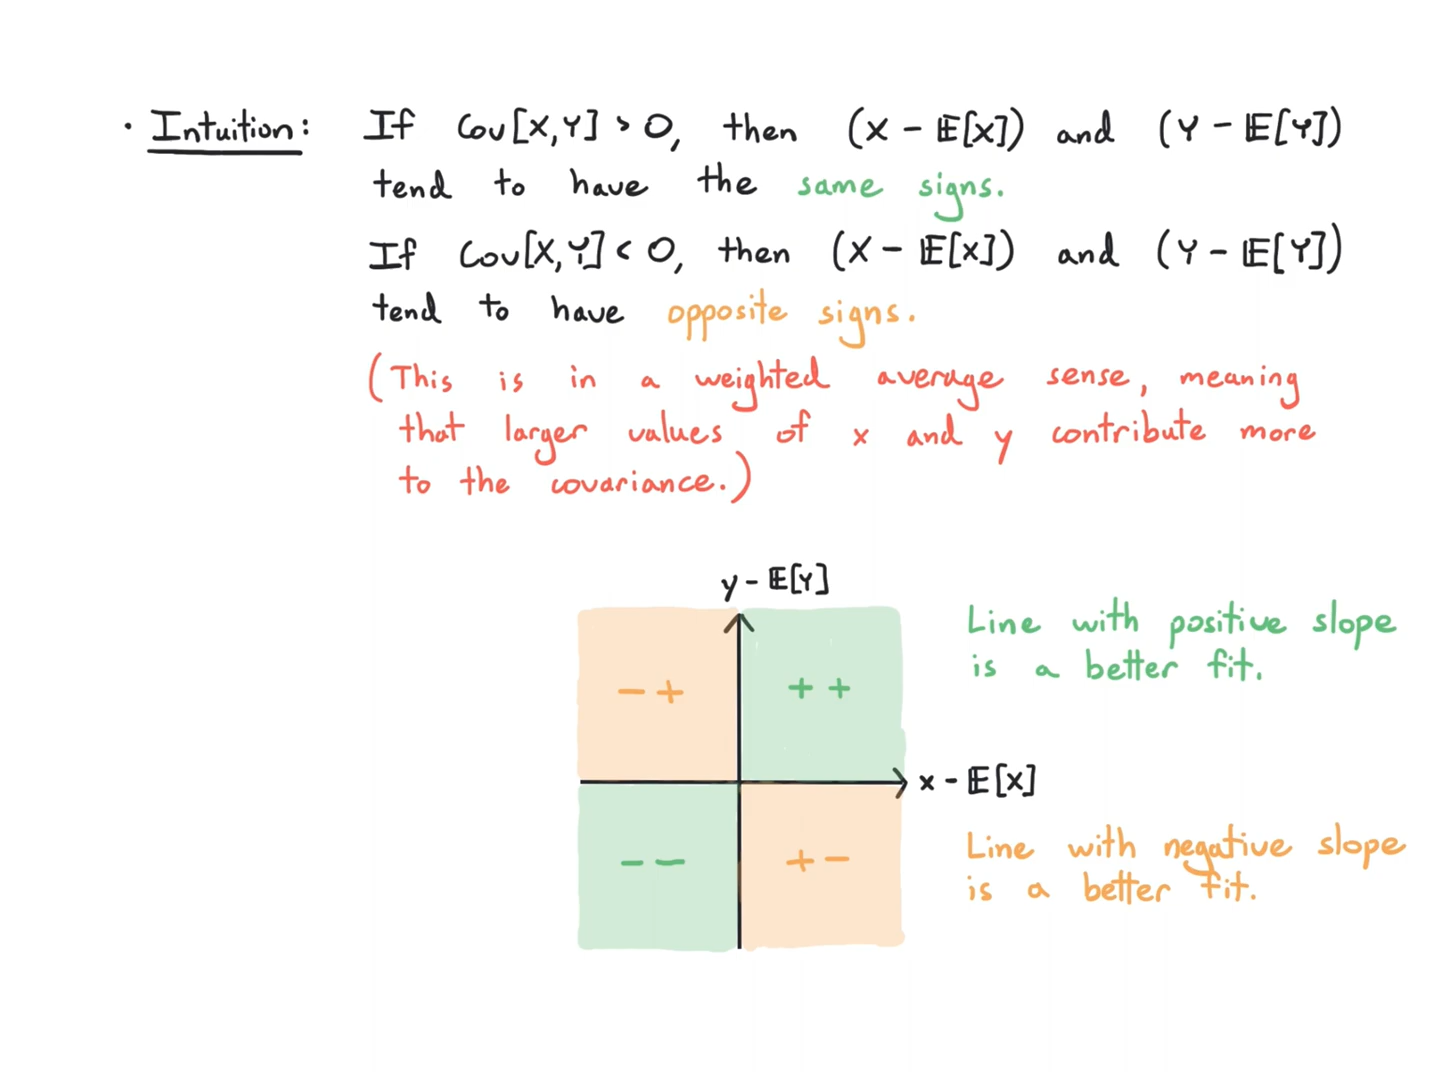 • Intuition: If Cov[X,Y] > 0, then (X - 𝔼[X]) and (Y - 𝔼[Y])
tend to have the same signs.
If Cov[X,Y] < 0, then (X - 𝔼[X]) and (Y - 𝔼[Y])
tend to have opposite signs.
(This is in a weighted average sense, meaning
that larger values of x and y contribute more
to the covariance.)
y - 𝔼[Y]
Line with positive slope
is a better fit.
- +
+ +
x - 𝔼[X]
- -
+ -
Line with negative slope
is a better fit.